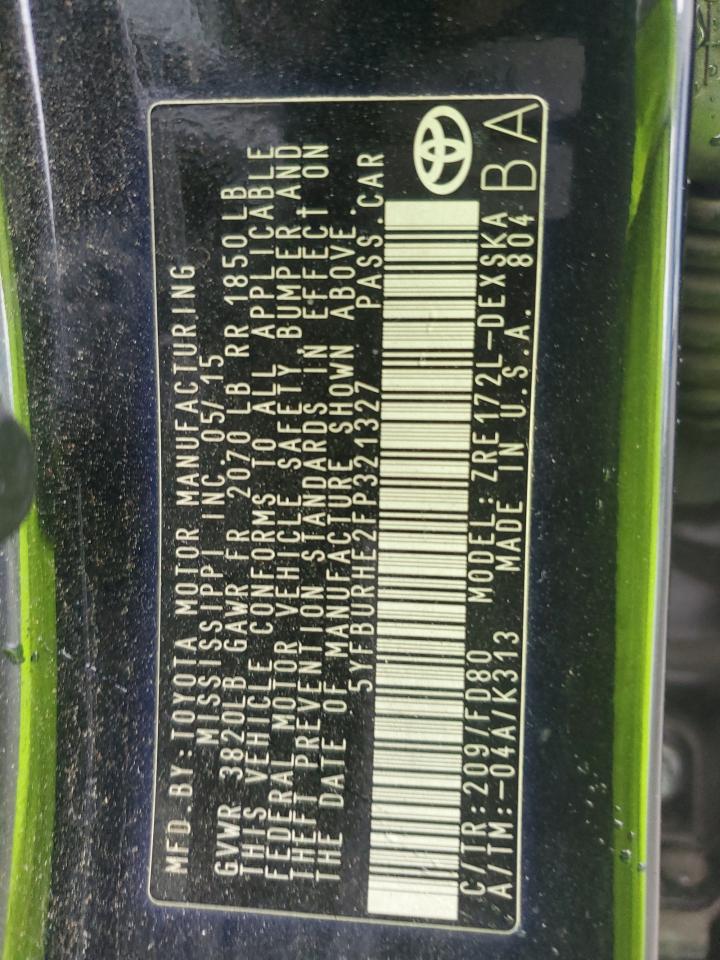 MFD.BY:TOYOTA MOTOR MANUFACTURING
MISSISSIPPI INC. 05/15
GVWR 3820LB GAWR FR 2070 LB RR 1850LB
THIS VEHICLE CONFORMS TO ALL APPLICABLE
FEDERAL MOTOR VEHICLE SAFETY BUMPER AND
THEFT PREVENTION STANDARDS IN EFFECT ON
THE DATE OF MANUFACTURE SHOWN ABOVE.
5YFBURHE2FP321327 PASS.CAR
C/TR:209/FD80 MODEL:ZRE172L-DEXSKA
A/TM:-04A/K313 MADE IN U.S.A. 804
BA